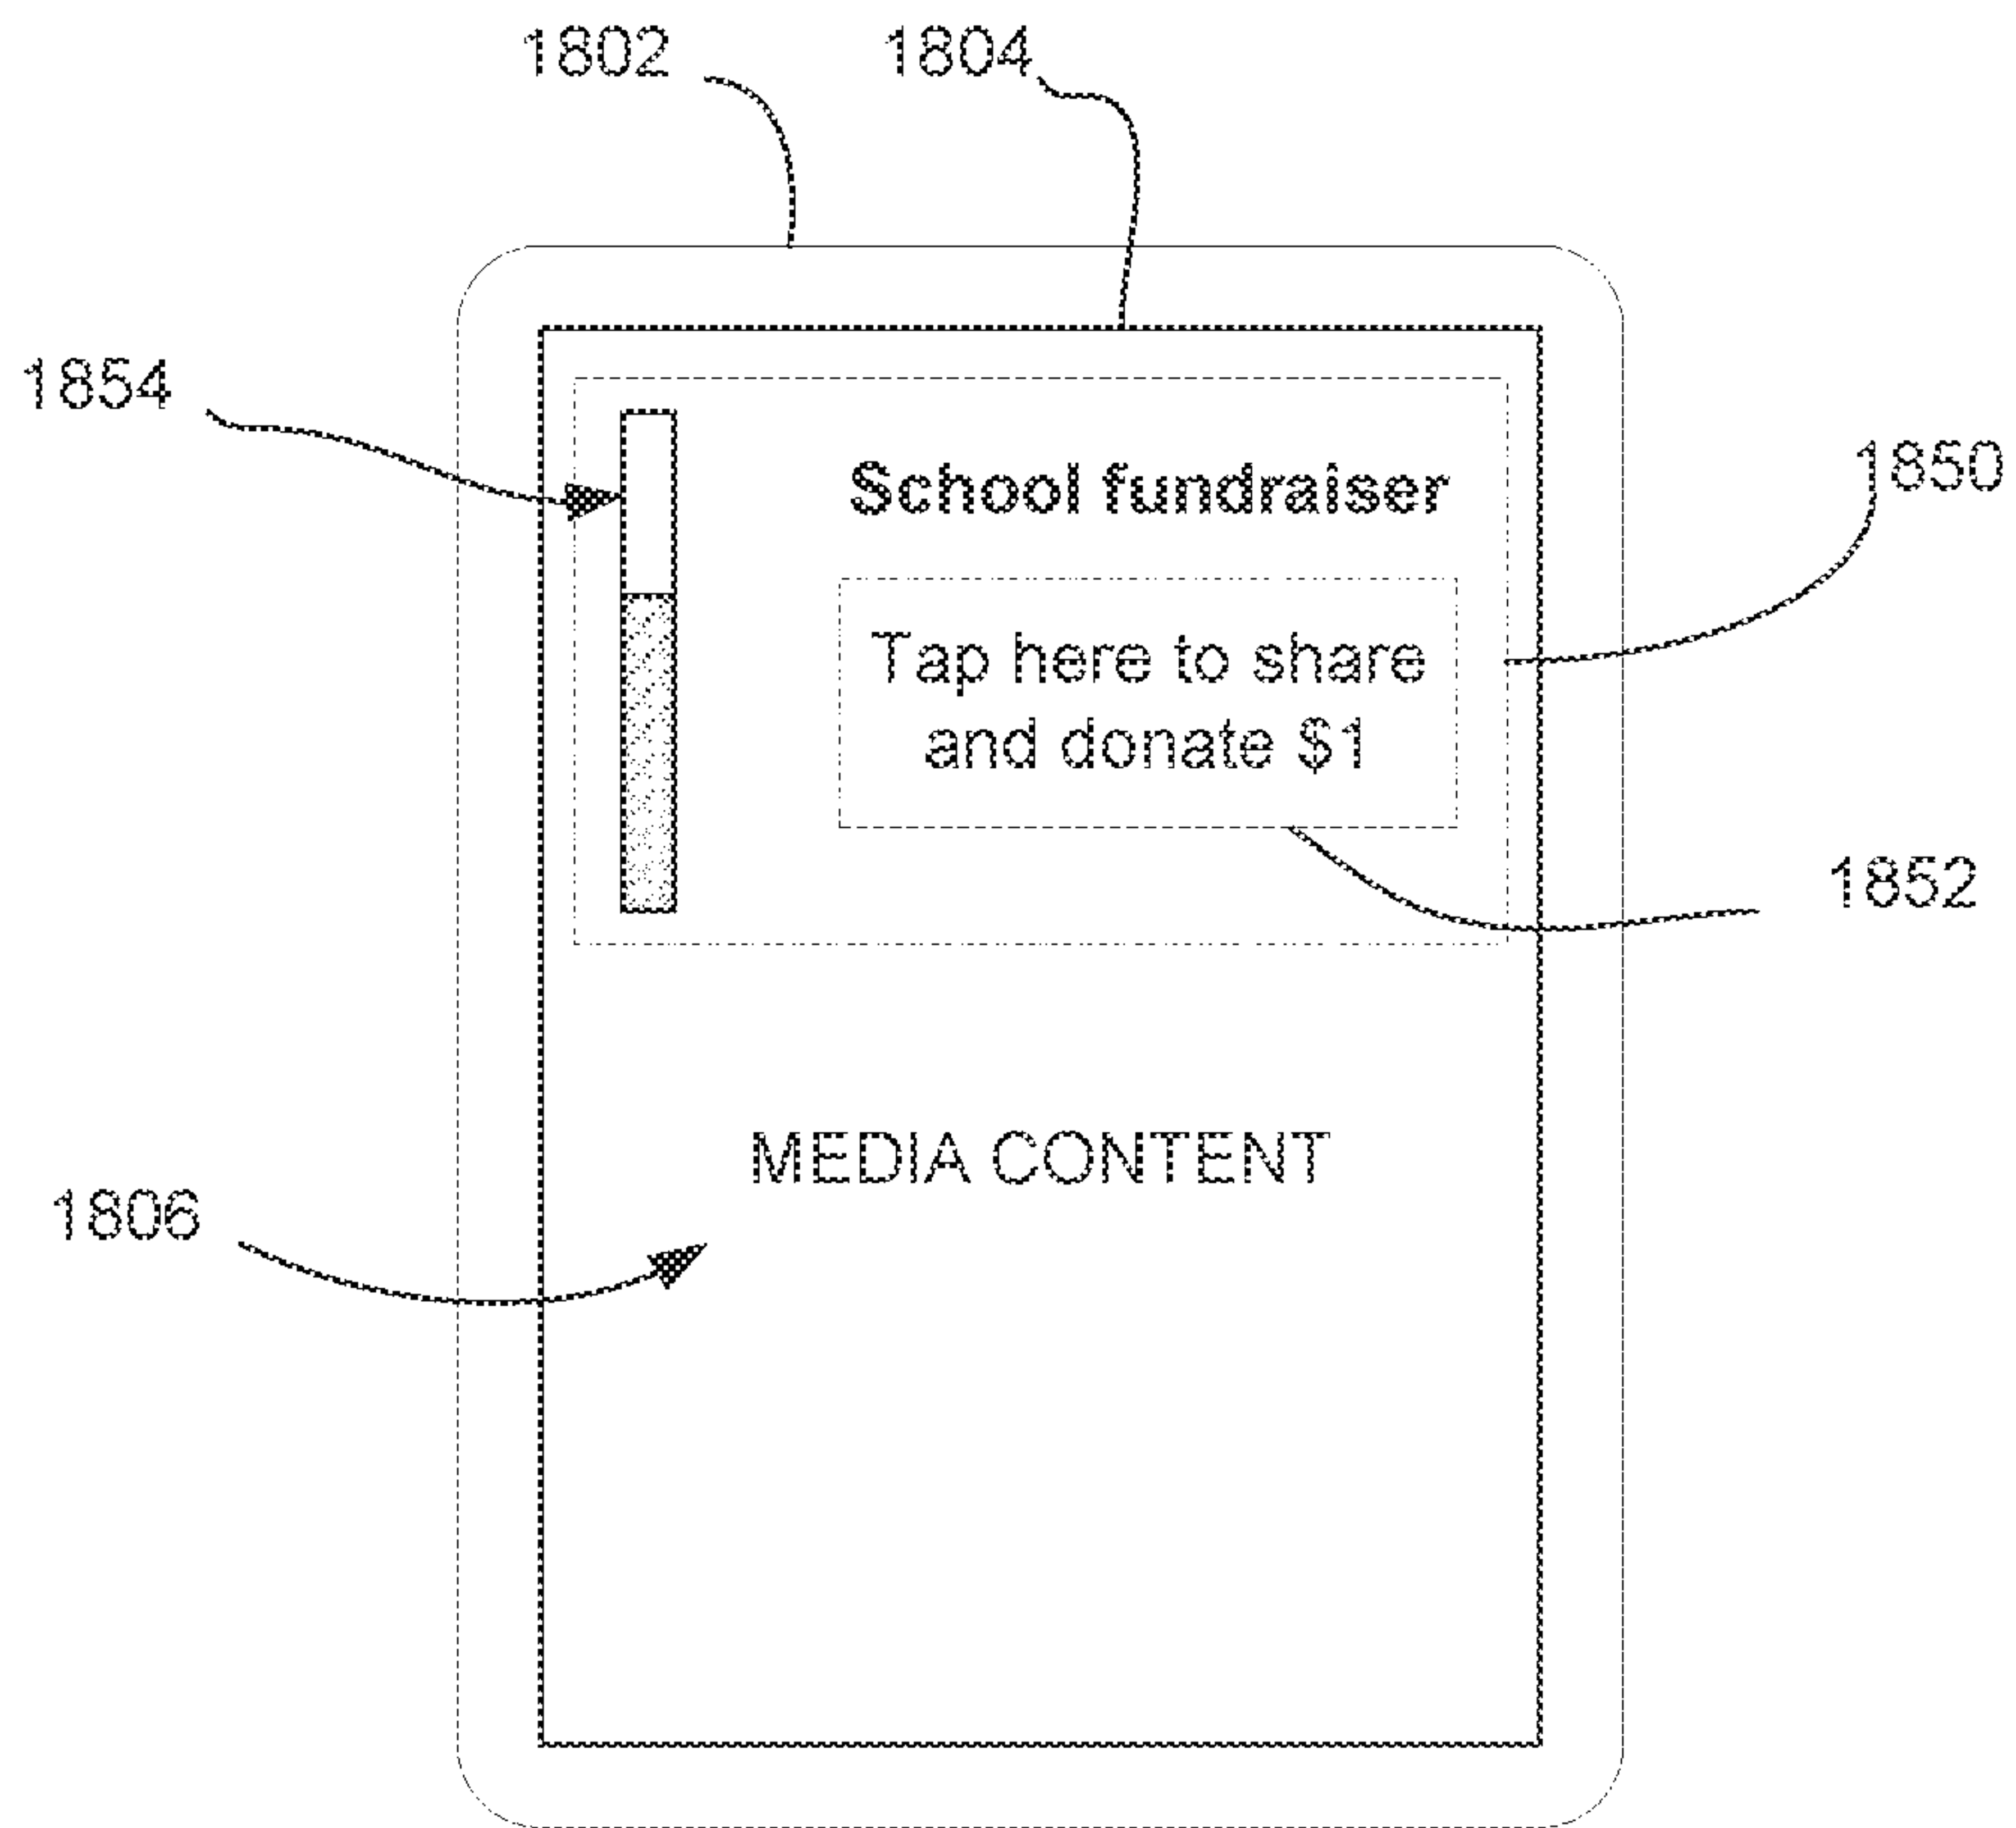 1802
1804
1854
School fundraiser
1850
Tap here to share
and donate $1
1852
MEDIA CONTENT
1806